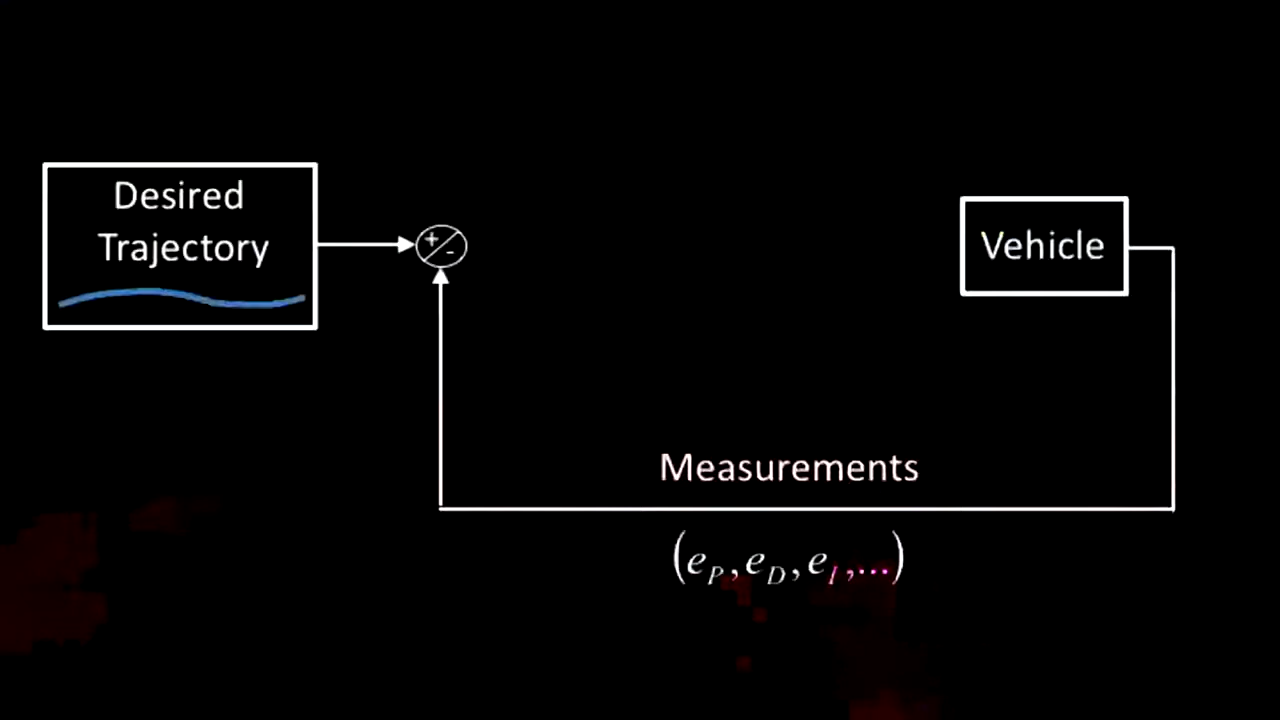 Desired
Trajectory
+
-
Vehicle
Measurements
(e_P, e_D, e_I, ...)